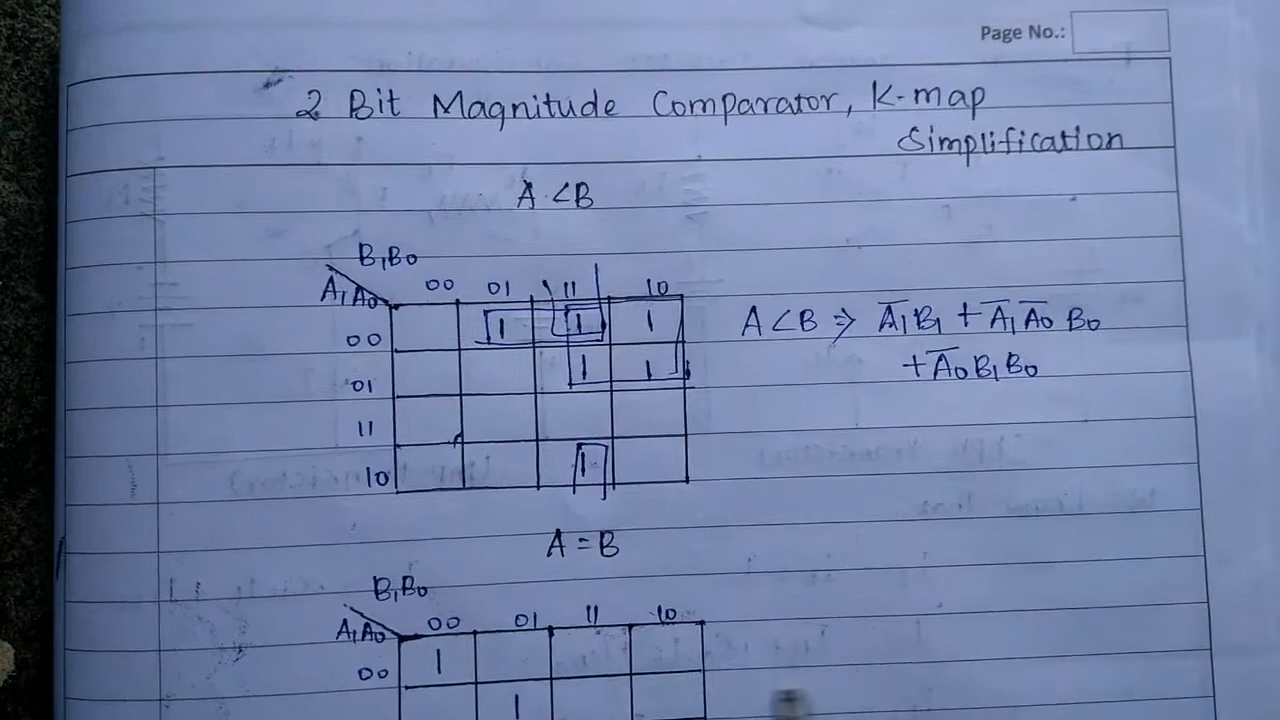 Page No.:
2 Bit Magnitude Comparator, K-map
Simplification
A < B
B₁B₀
A₁A₀ 00 01 11 10
00 1 1 1
01 1 1
11
10 1
A < B ⇒ A̅₁B₁ + A̅₁A̅₀B₀
+ A̅₀B₁B₀
A = B
B₁B₀
A₁A₀ 00 01 11 10
00 1
1